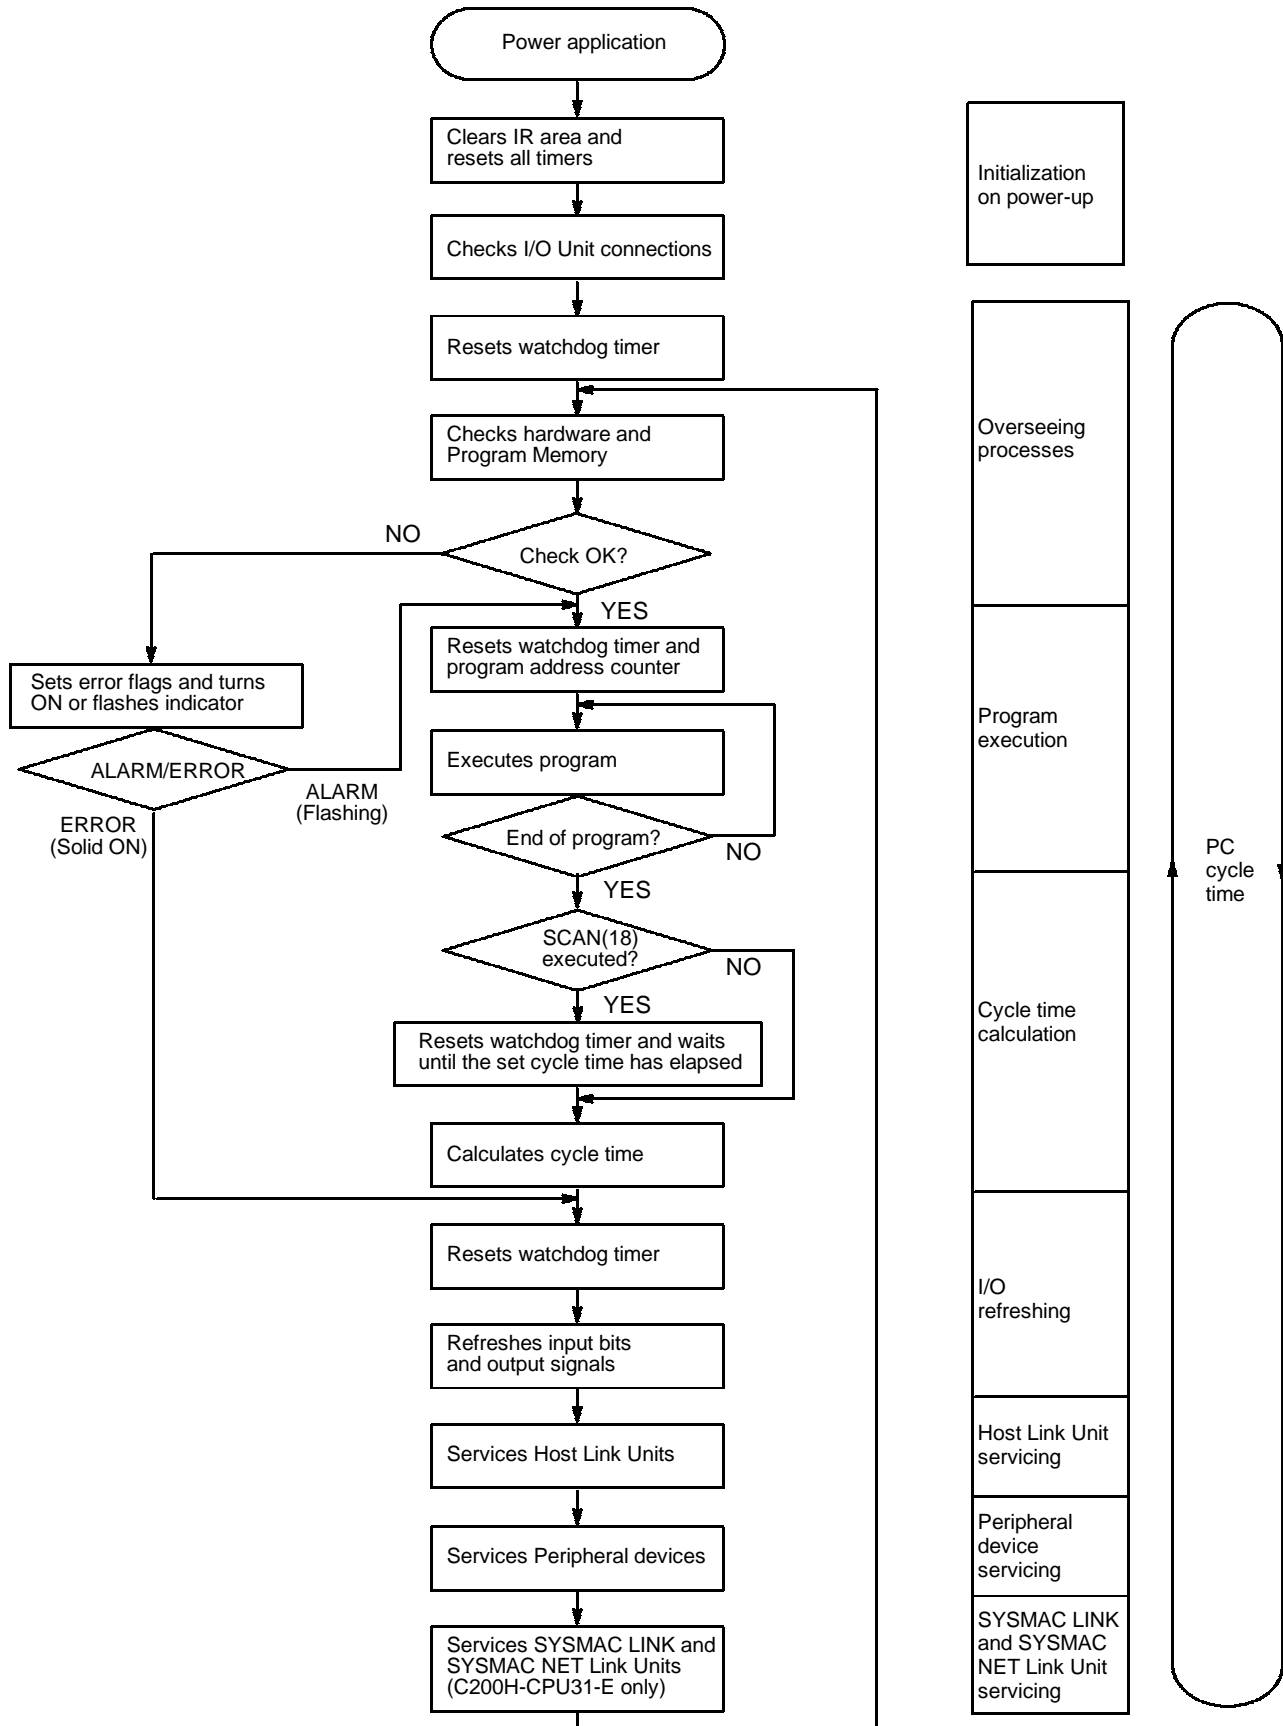 Power application
Clears IR area and
resets all timers
Checks I/O Unit connections
Resets watchdog timer
Checks hardware and
Program Memory
NO
Check OK?
YES
Resets watchdog timer and
program address counter
Sets error flags and turns
ON or flashes indicator
Executes program
ALARM/ERROR
ALARM
(Flashing)
ERROR
(Solid ON)
End of program?
NO
YES
SCAN(18)
executed?
NO
YES
Resets watchdog timer and waits
until the set cycle time has elapsed
Calculates cycle time
Resets watchdog timer
Refreshes input bits
and output signals
Services Host Link Units
Services Peripheral devices
Services SYSMAC LINK and
SYSMAC NET Link Units
(C200H-CPU31-E only)
Initialization
on power-up
Overseeing
processes
Program
execution
Cycle time
calculation
I/O
refreshing
Host Link Unit
servicing
Peripheral
device
servicing
SYSMAC LINK
and SYSMAC
NET Link Unit
servicing
PC
cycle
time